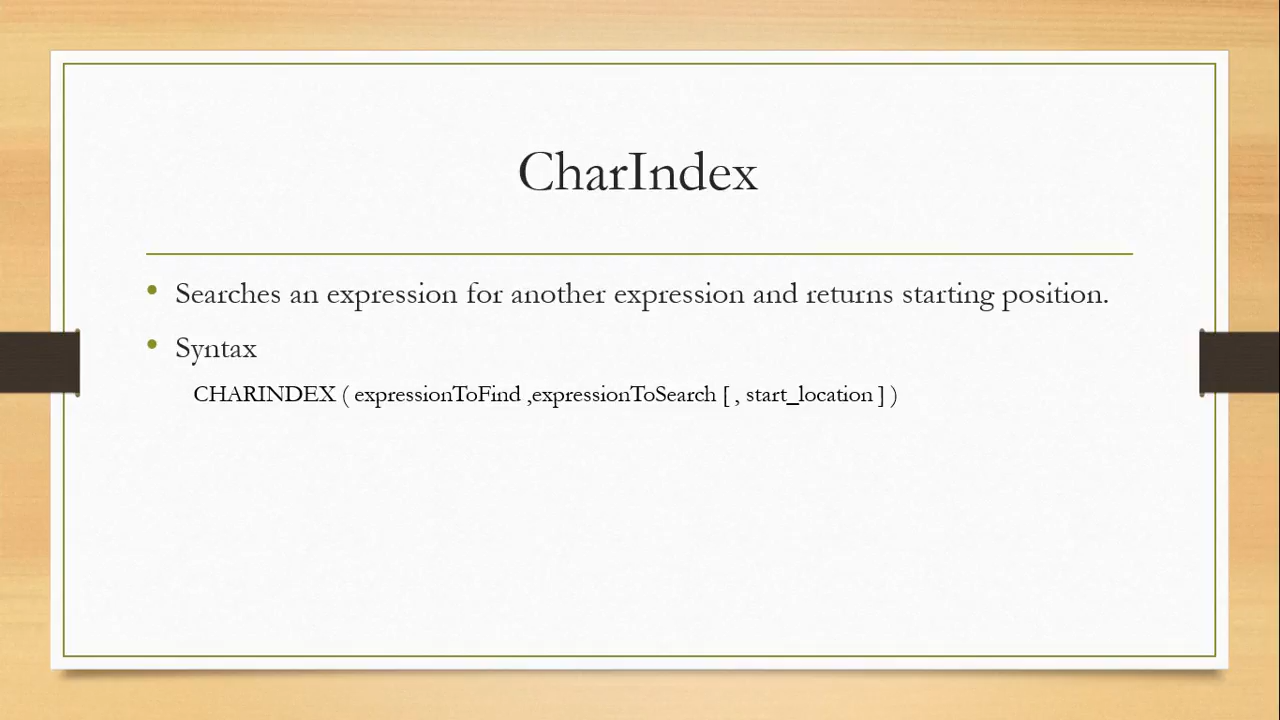 CharIndex
• Searches an expression for another expression and returns starting position.
• Syntax
CHARINDEX ( expressionToFind ,expressionToSearch [ , start_location ] )